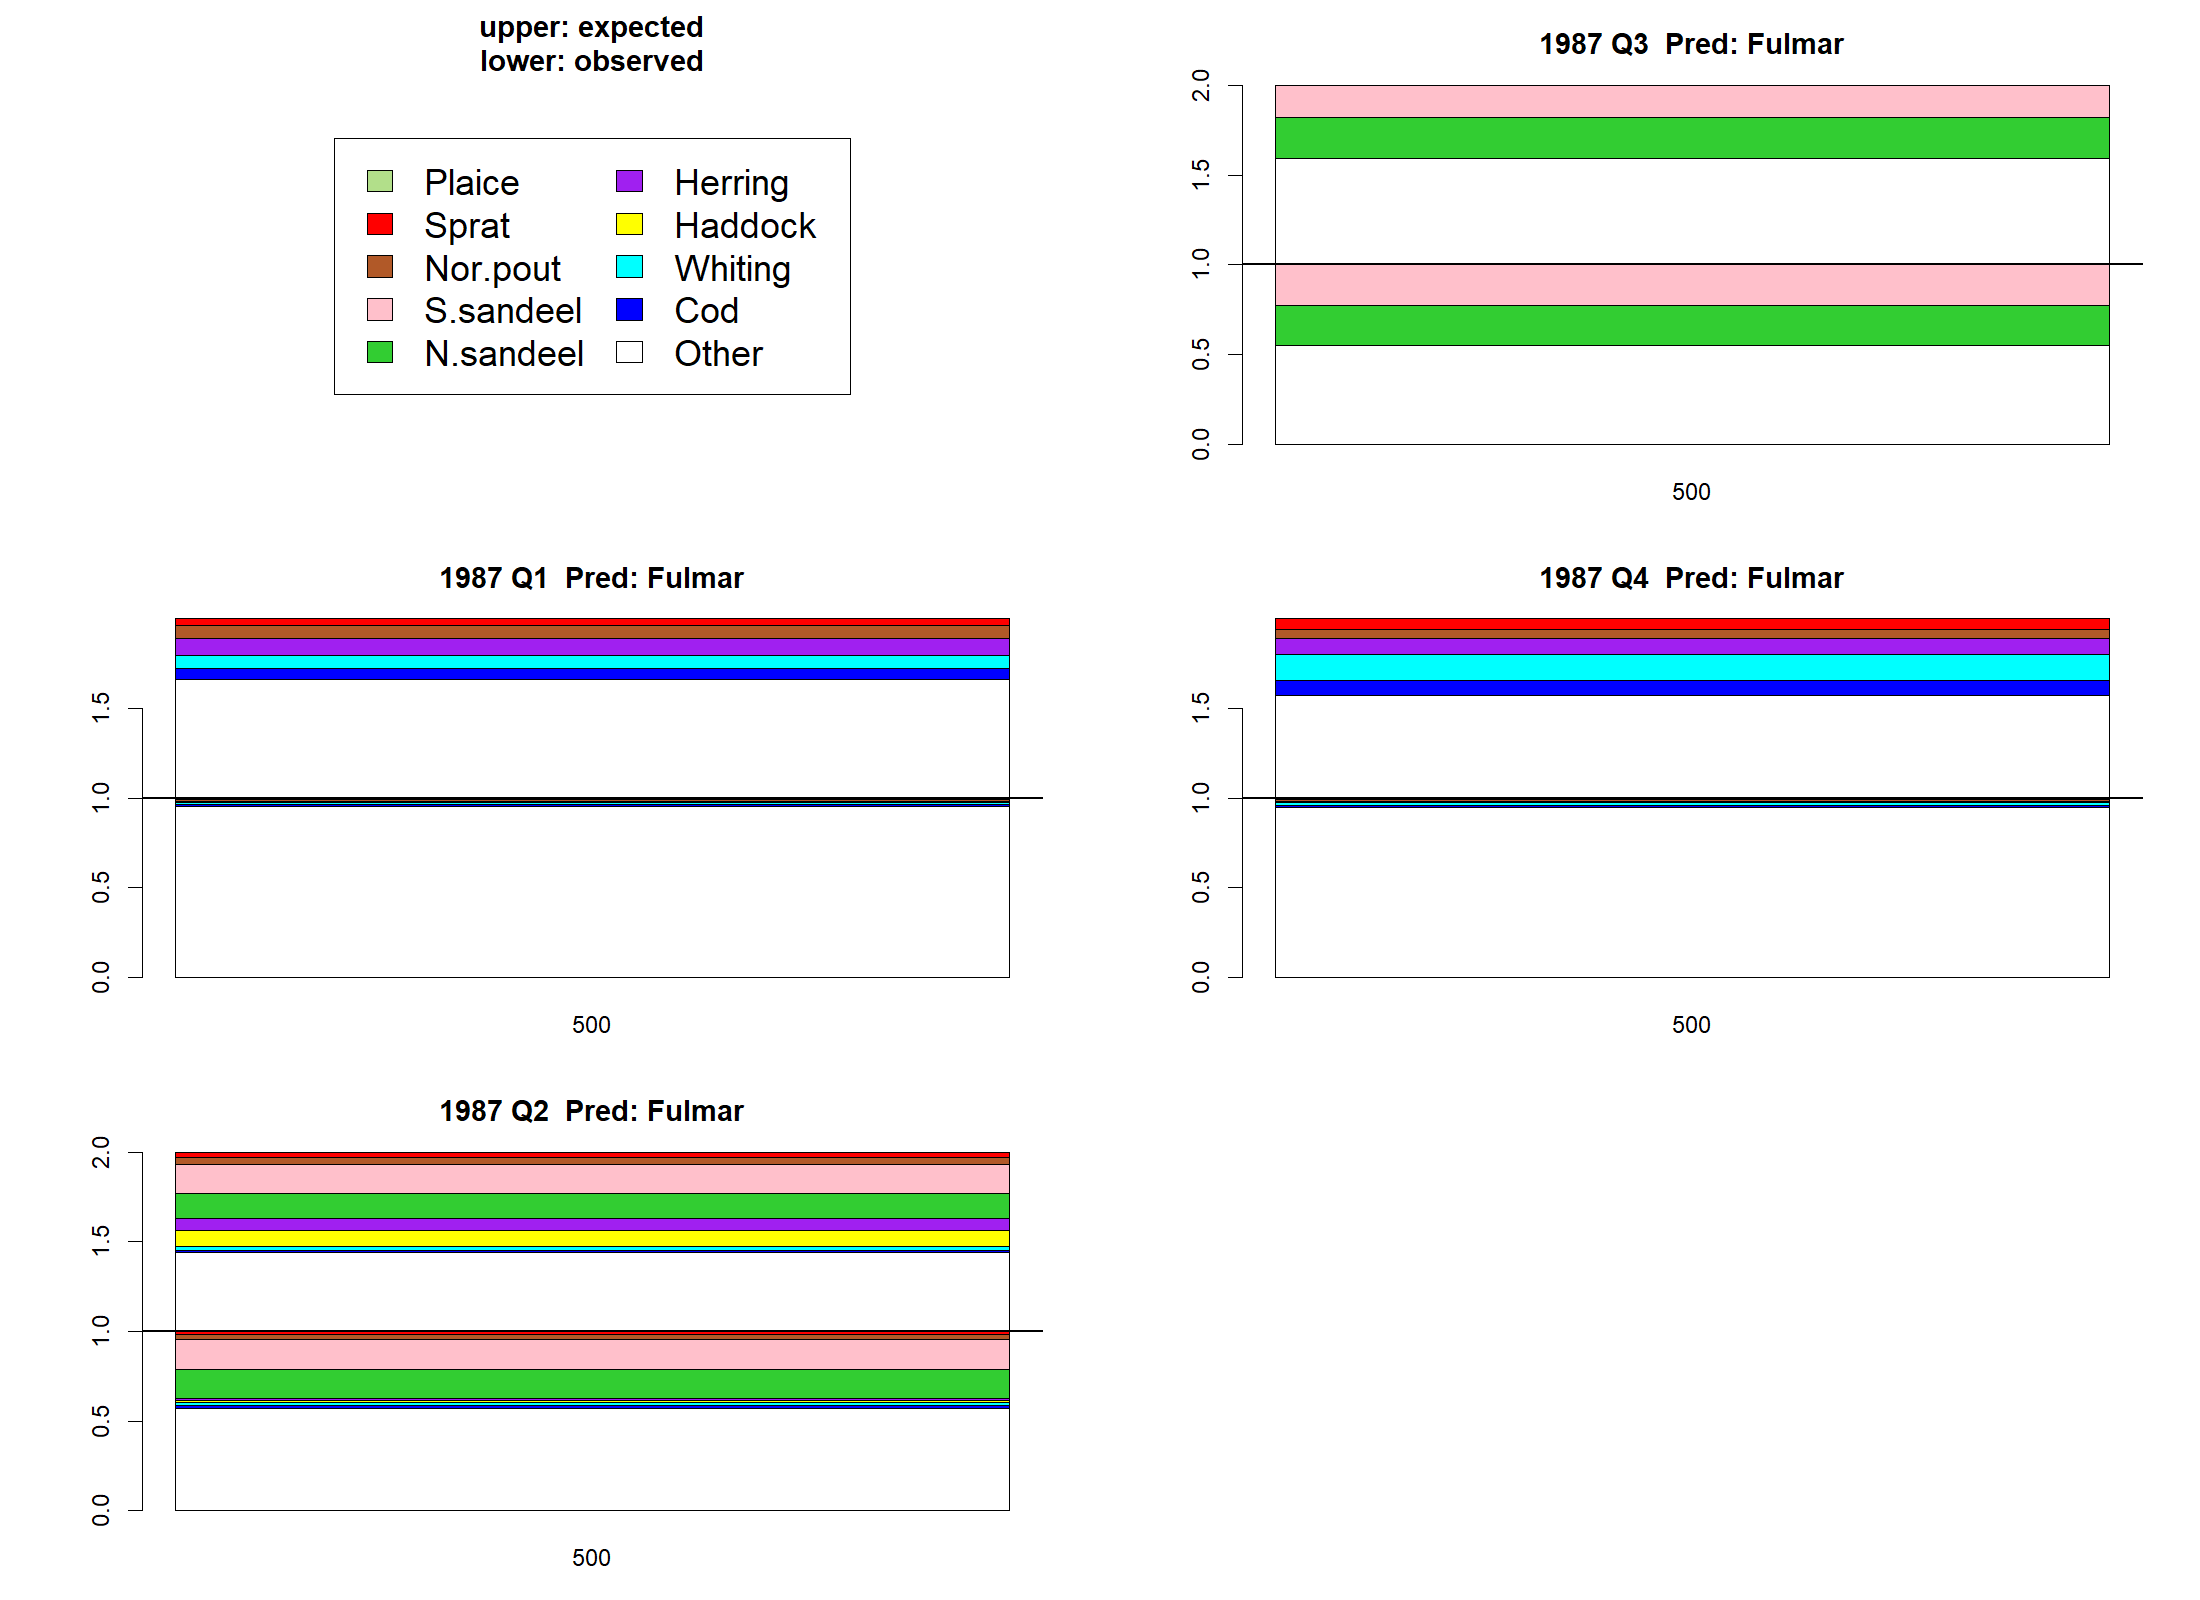 upper: expected
lower: observed
Plaice
Sprat
Nor.pout
S.sandeel
N.sandeel
Herring
Haddock
Whiting
Cod
Other
1987 Q3  Pred: Fulmar
2.0
1.5
1.0
0.5
0.0
500
1987 Q1  Pred: Fulmar
1.5
1.0
0.5
0.0
500
1987 Q4  Pred: Fulmar
1.5
1.0
0.5
0.0
500
1987 Q2  Pred: Fulmar
2.0
1.5
1.0
0.5
0.0
500